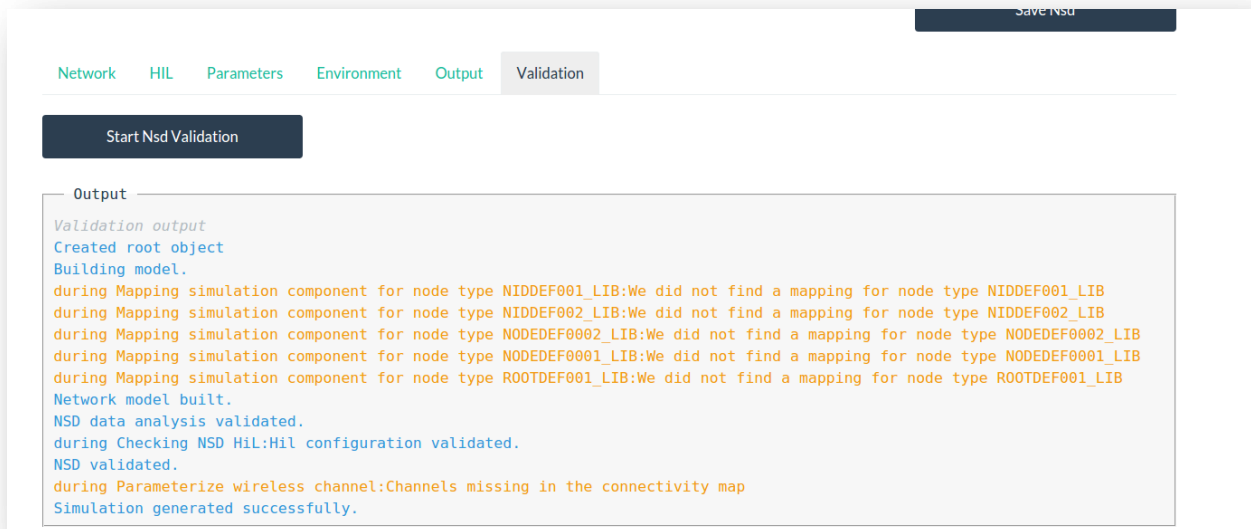 Save Nsd
Network HIL Parameters Environment Output Validation
Start Nsd Validation
Output
Validation output
Created root object
Building model.
during Mapping simulation component for node type NIDDEF001_LIB:We did not find a mapping for node type NIDDEF001_LIB
during Mapping simulation component for node type NIDDEF002_LIB:We did not find a mapping for node type NIDDEF002_LIB
during Mapping simulation component for node type NODEDEF0002_LIB:We did not find a mapping for node type NODEDEF0002_LIB
during Mapping simulation component for node type NODEDEF0001_LIB:We did not find a mapping for node type NODEDEF0001_LIB
during Mapping simulation component for node type ROOTDEF001_LIB:We did not find a mapping for node type ROOTDEF001_LIB
Network model built.
NSD data analysis validated.
during Checking NSD HiL:Hil configuration validated.
NSD validated.
during Parameterize wireless channel:Channels missing in the connectivity map
Simulation generated successfully.